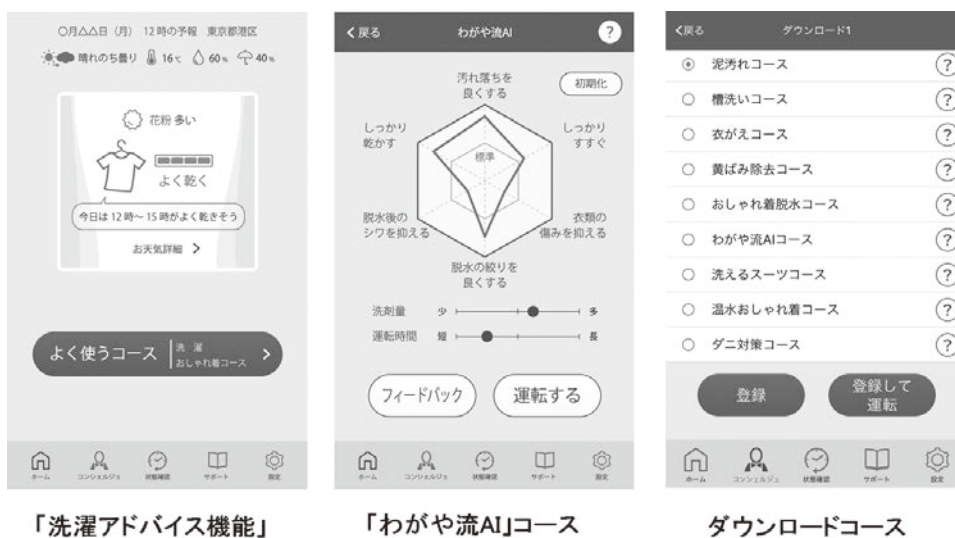 ○月△△日（月） 12時の予報 東京都港区
晴れのち曇り 16℃ 60% 40%
花粉 多い
よく乾く
今日は12時～15時がよく乾きそう
お天気詳細 >
よく使うコース 洗濯 おしゃれ着コース >
ホーム コンシェルジュ 状態確認 サポート 設定
「洗濯アドバイス機能」
<戻る わがや流AI ?
初期化
汚れ落ちを
良くする
しっかり
すすぐ
衣類の
傷みを抑える
脱水の絞りを
良くする
脱水後の
シワを抑える
しっかり
乾かす
標準
洗剤量 少 多
運転時間 短 長
フィードバック 運転する
ホーム コンシェルジュ 状態確認 サポート 設定
「わがや流AI」コース
<戻る ダウンロード1
泥汚れコース ?
槽洗いコース ?
衣がえコース ?
黄ばみ除去コース ?
おしゃれ着脱水コース ?
わがや流AIコース ?
洗えるスーツコース ?
温水おしゃれ着コース ?
ダニ対策コース ?
登録 登録して
運転
ホーム コンシェルジュ 状態確認 サポート 設定
ダウンロードコース